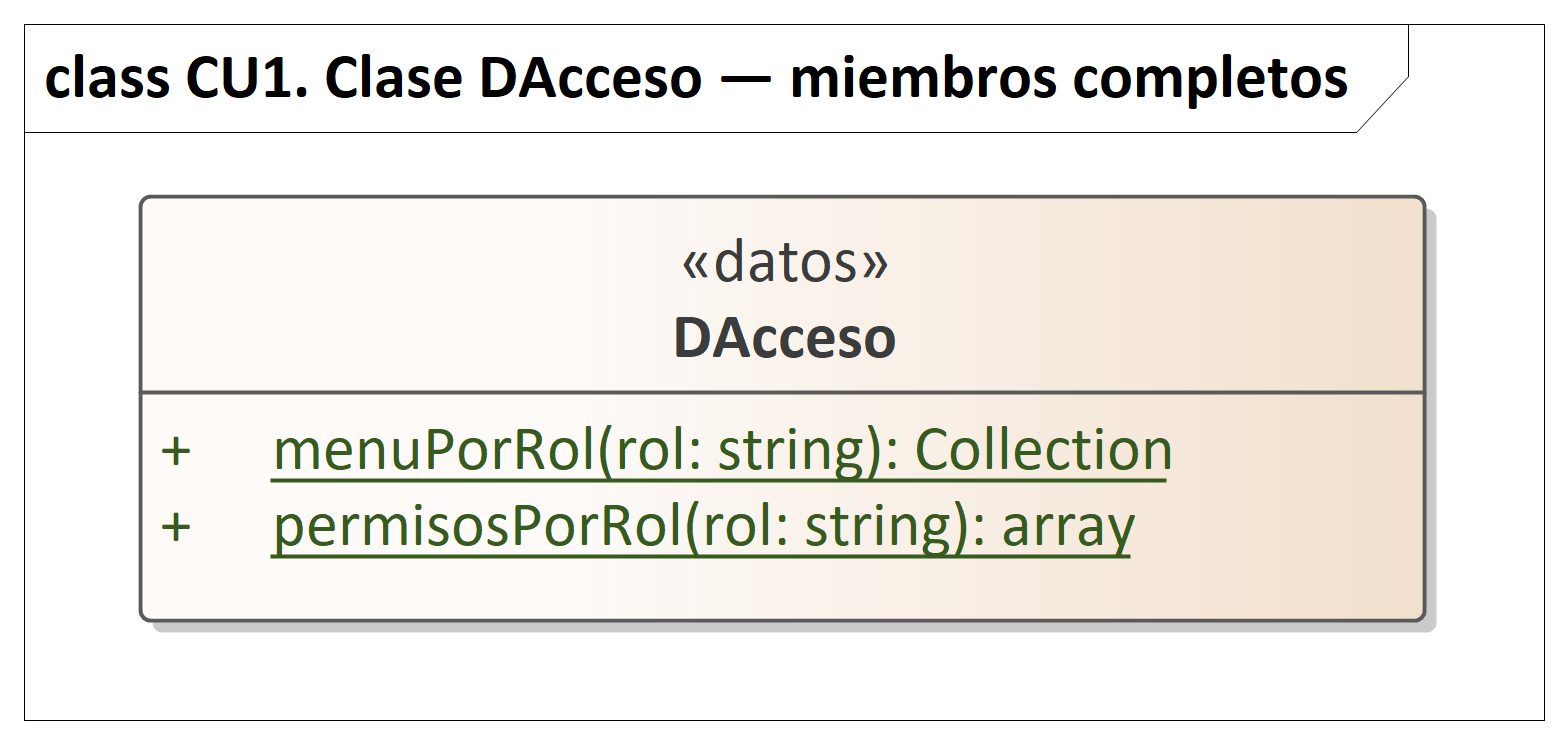 class CU1. Clase DAcceso — miembros completos
«datos»
DAcceso
+ menuPorRol(rol: string): Collection
+ permisosPorRol(rol: string): array